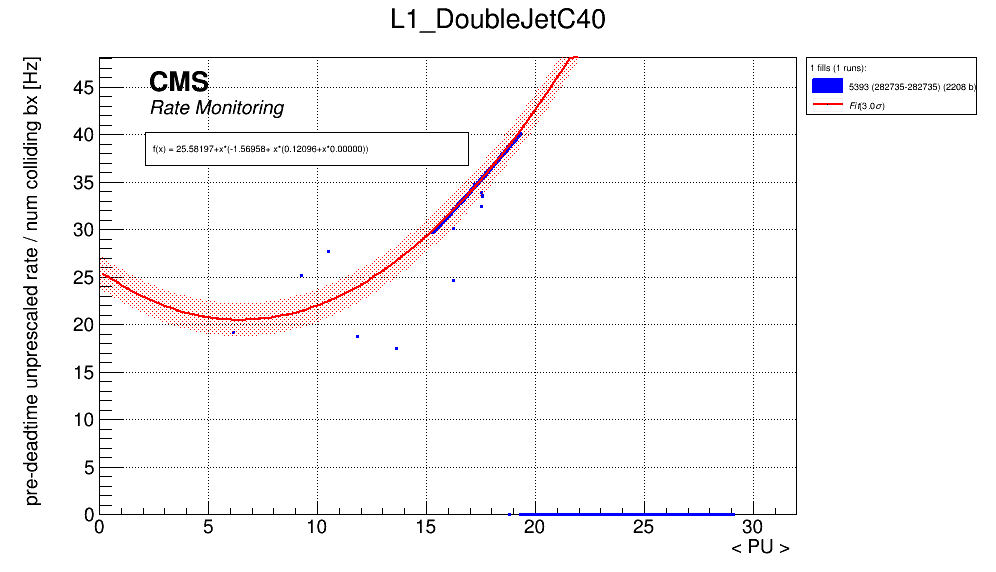 L1_DoubleJetC40
pre-deadtime unprescaled rate / num colliding bx [Hz]
CMS
Rate Monitoring
f(x) = 25.58197+x*(-1.56958+ x*(0.12096+x*0.00000))
1 fills (1 runs):
5393 (282735-282735) (2208 b)
Fit(3.0σ)
45
40
35
30
25
20
15
10
5
0
0 5 10 15 20 25 30
< PU >